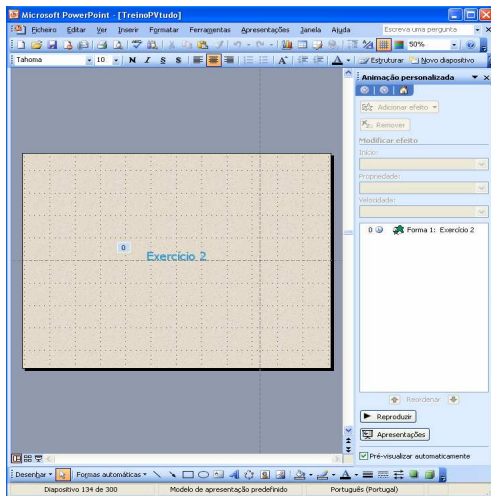 Microsoft PowerPoint - [TreinoPVtudo]
Ficheiro Editar Ver Inserir Formatar Ferramentas Apresentações Janela Ajuda Escreva uma pergunta
50%
Tahoma 10 N I S S A A Estruturar Novo diapositivo
Animação personalizada
Adicionar efeito
Remover
Modificar efeito
Início:
Propriedade:
Velocidade:
0 Forma 1: Exercício 2
0
Exercício 2
Reordenar
Reproduzir
Apresentações
Pré-visualizar automaticamente
Desenhar Formas automáticas A A
Diapositivo 134 de 300 Modelo de apresentação predefinido Português (Portugal)